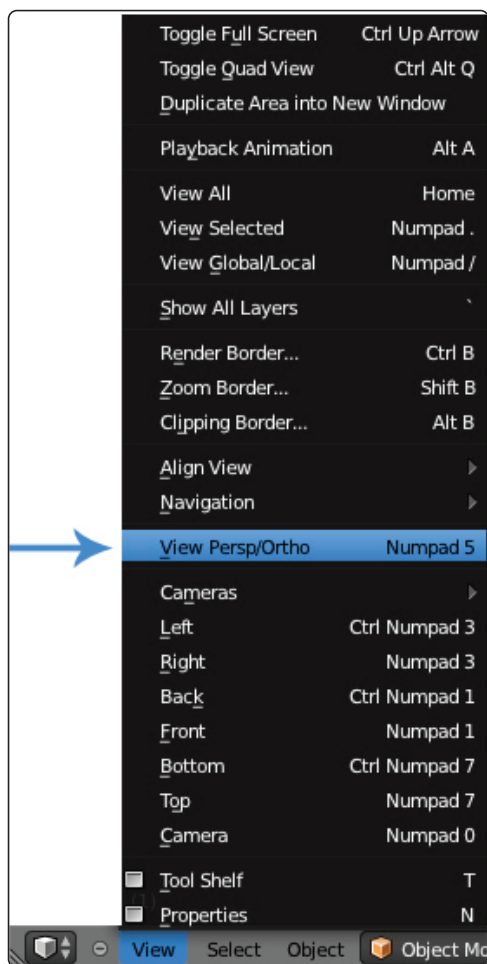 Toggle Full Screen Ctrl Up Arrow
Toggle Quad View Ctrl Alt Q
Duplicate Area into New Window
Playback Animation Alt A
View All Home
View Selected Numpad .
View Global/Local Numpad /
Show All Layers `
Render Border... Ctrl B
Zoom Border... Shift B
Clipping Border... Alt B
Align View
Navigation
View Persp/Ortho Numpad 5
Cameras
Left Ctrl Numpad 3
Right Numpad 3
Back Ctrl Numpad 1
Front Numpad 1
Bottom Ctrl Numpad 7
Top Numpad 7
Camera Numpad 0
Tool Shelf T
Properties N
View Select Object Object Mo